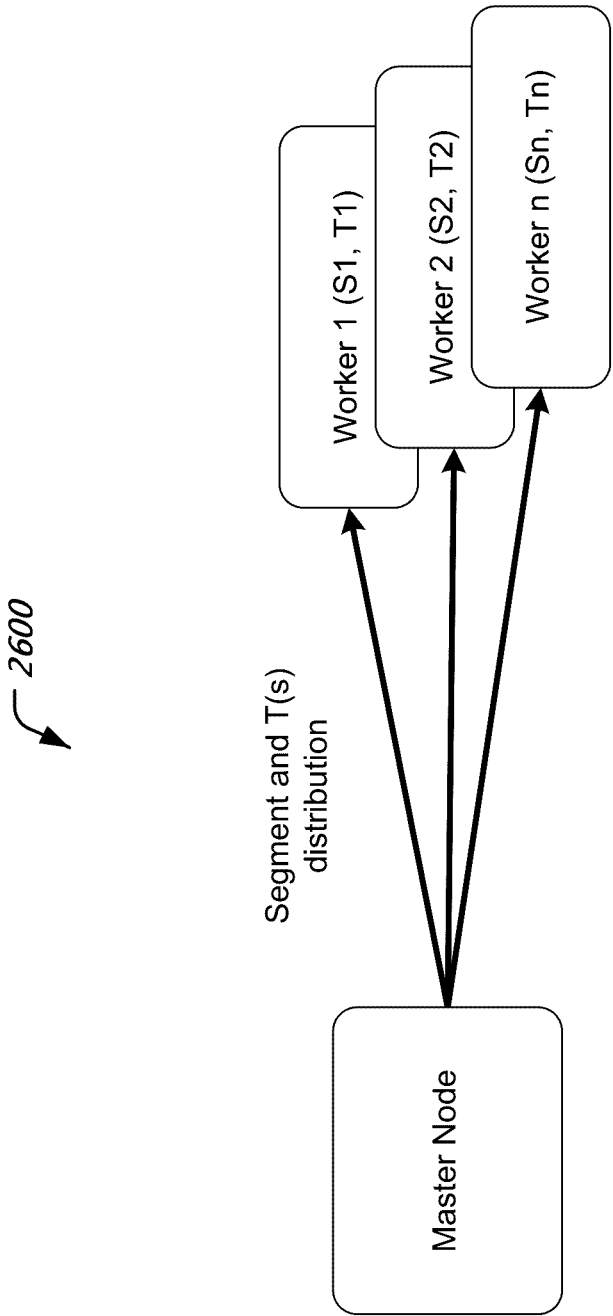 2600
Segment and T(s)
distribution
Master Node
Worker 1 (S1, T1)
Worker 2 (S2, T2)
Worker n (Sn, Tn)